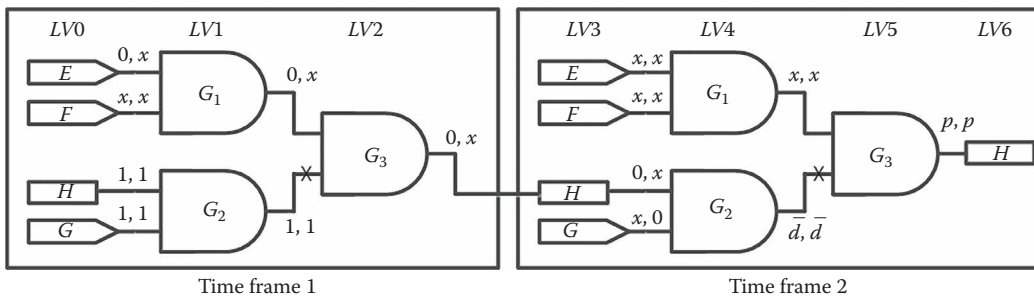 LV0 LV1 LV2 LV3 LV4 LV5 LV6
0, x x, x
E G₁ 0, x E G₁ x, x
F x, x F x, x
G₃ 0, x G₃ p, p H
H 1, 1 H 0, x
G 1, 1 G₂ 1, 1 G x, 0 G₂ d̅, d̅
Time frame 1 Time frame 2